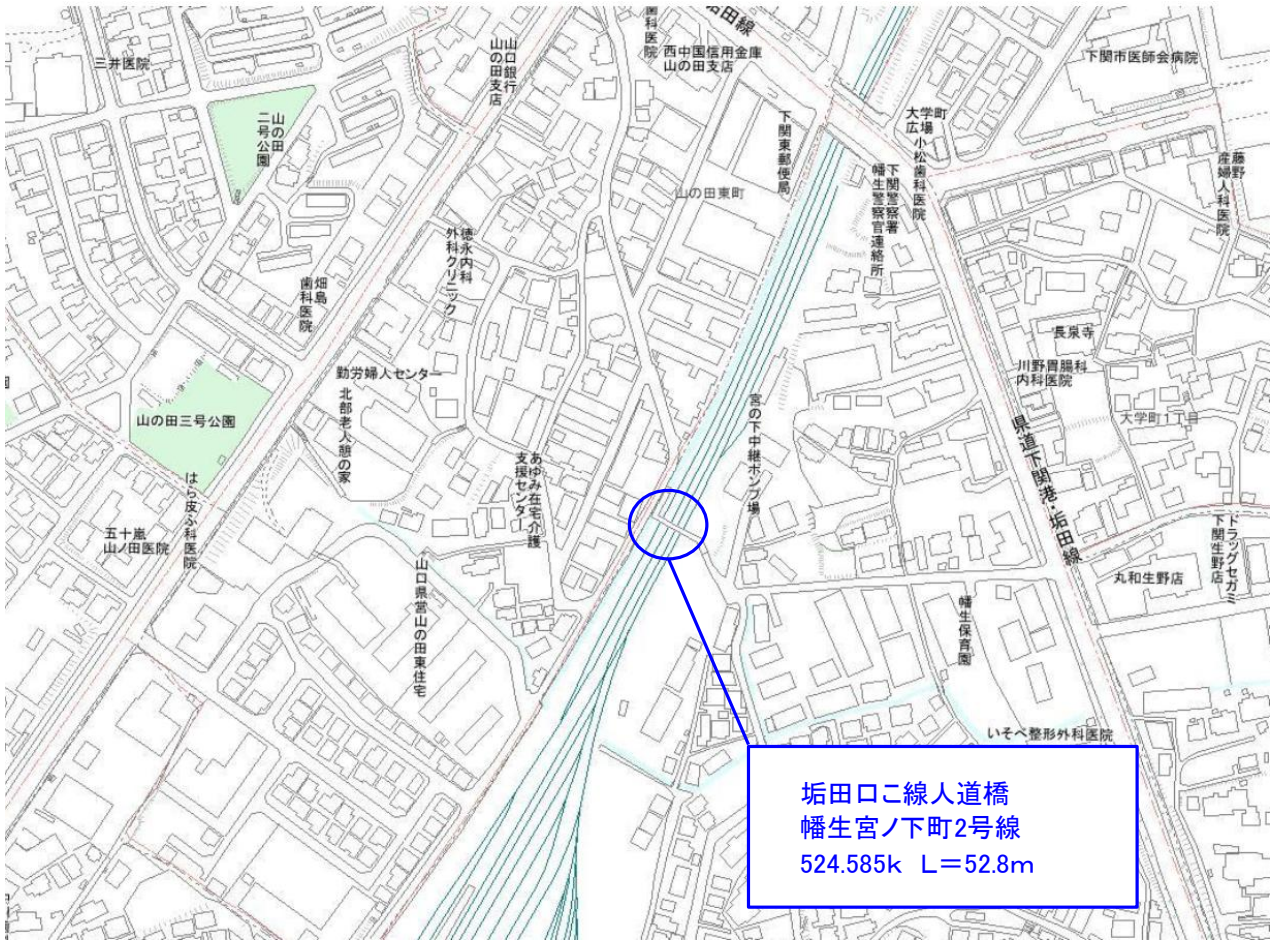 垢田線
三井医院
山口銀行
山の田支店
歯科医院
西中国信用金庫
山の田支店
下関市医師会病院
山の田
二号公園
下関東郵便局
大学町
広場
小松歯科医院
下関警察署
幡生警察官連絡所
藤野
産婦人科医院
山の田東町
徳永内科
外科クリニック
畑島
歯科医院
長泉寺
川野胃腸科
内科医院
勤労婦人センター
北部老人憩の家
山の田三号公園
宮の下中継ポンプ場
大学町1丁目
県道下関港・垢田線
あゆみ在宅介護
支援センター
はら皮ふ科医院
五十嵐
山ノ田医院
山口県営山の田東住宅
ドラッグセガミ
下関生野店
丸和生野店
幡生保育園
いそべ整形外科医院
垢田口こ線人道橋
幡生宮ノ下町2号線
524.585k L=52.8m